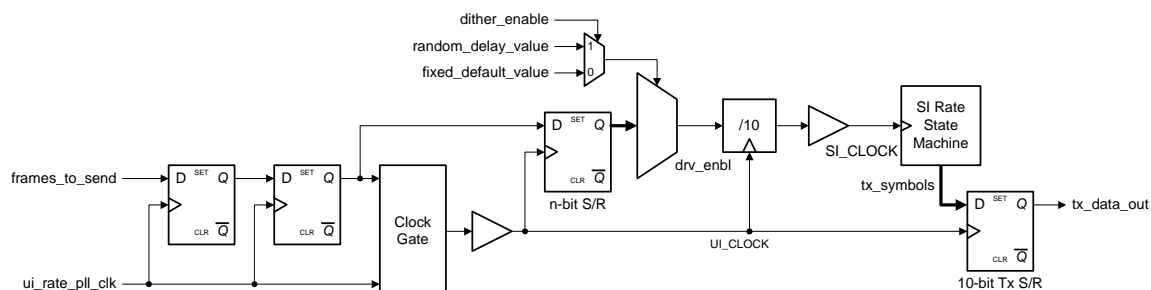 dither_enable
random_delay_value
1
fixed_default_value
0
SI Rate
State
Machine
D SET Q
/10
CLR Q
SI_CLOCK
drv_enbl
n-bit S/R
tx_symbols
frames_to_send
D SET Q
D SET Q
CLR Q
CLR Q
Clock
Gate
D SET Q
tx_data_out
UI_CLOCK
CLR Q
ui_rate_pll_clk
10-bit Tx S/R